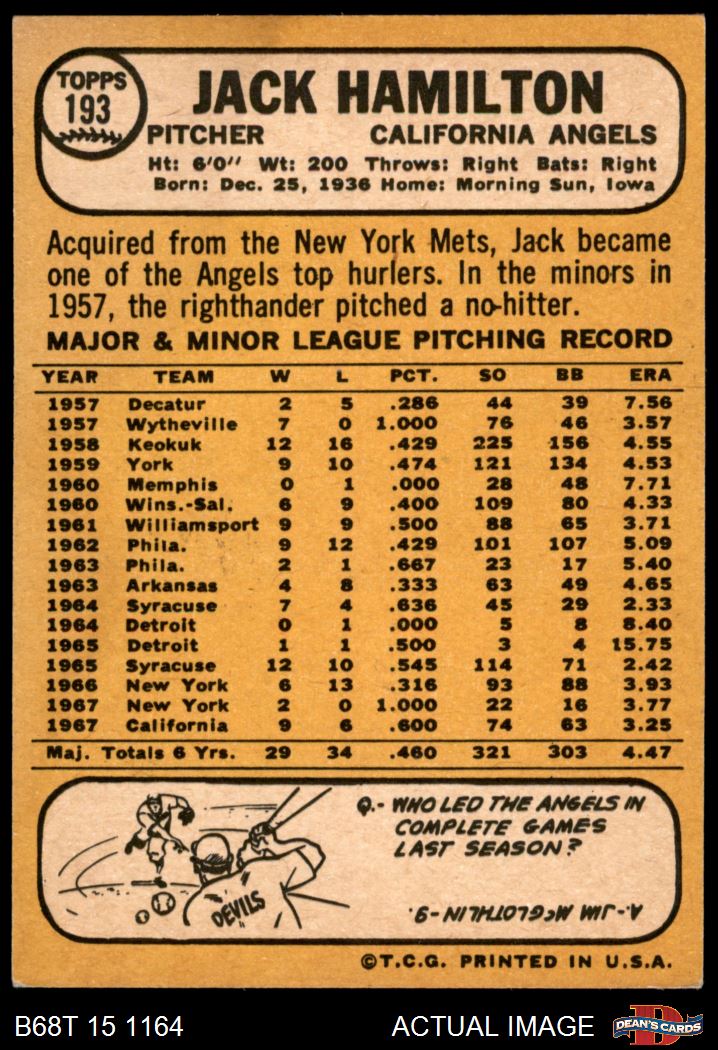 TOPPS
193
JACK HAMILTON
PITCHER CALIFORNIA ANGELS
Ht: 6'0" Wt: 200 Throws: Right Bats: Right
Born: Dec. 25, 1936 Home: Morning Sun, Iowa
Acquired from the New York Mets, Jack became
one of the Angels top hurlers. In the minors in
1957, the righthander pitched a no-hitter.
MAJOR & MINOR LEAGUE PITCHING RECORD
YEAR TEAM W L PCT. SO BB ERA
1957 Decatur 2 5 .286 44 39 7.56
1957 Wytheville 7 0 1.000 76 46 3.57
1958 Keokuk 12 16 .429 225 156 4.55
1959 York 9 10 .474 121 134 4.53
1960 Memphis 0 1 .000 28 48 7.71
1960 Wins.-Sal. 6 9 .400 109 80 4.33
1961 Williamsport 9 9 .500 88 65 3.71
1962 Phila. 9 12 .429 101 107 5.09
1963 Phila. 2 1 .667 23 17 5.40
1963 Arkansas 4 8 .333 63 49 4.65
1964 Syracuse 7 4 .636 45 29 2.33
1964 Detroit 0 1 .000 5 8 8.40
1965 Detroit 1 1 .500 3 4 15.75
1965 Syracuse 12 10 .545 114 71 2.42
1966 New York 6 13 .316 93 88 3.93
1967 New York 2 0 1.000 22 16 3.77
1967 California 9 6 .600 74 63 3.25
Maj. Totals 6 Yrs. 29 34 .460 321 303 4.47
Q.- WHO LED THE ANGELS IN
COMPLETE GAMES
LAST SEASON?
A.- JIM McGLOTHLIN - 9.
DEVILS
©T.C.G. PRINTED IN U.S.A.
B68T 15 1164 ACTUAL IMAGE
D
DEAN'S CARDS